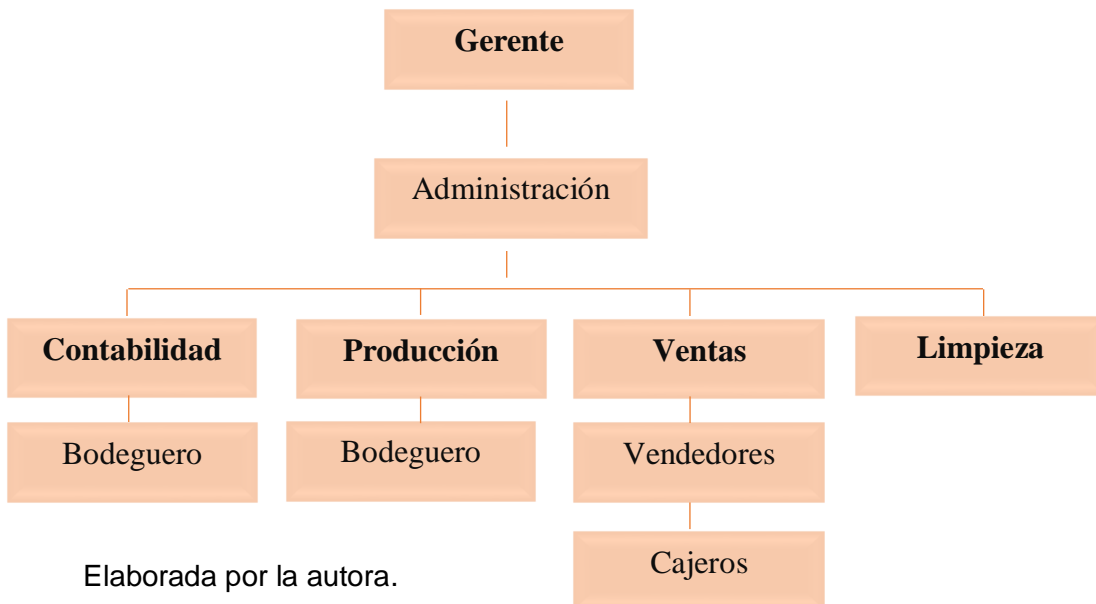 Gerente
Administración
Contabilidad
Producción
Ventas
Limpieza
Bodeguero
Bodeguero
Vendedores
Cajeros
Elaborada por la autora.